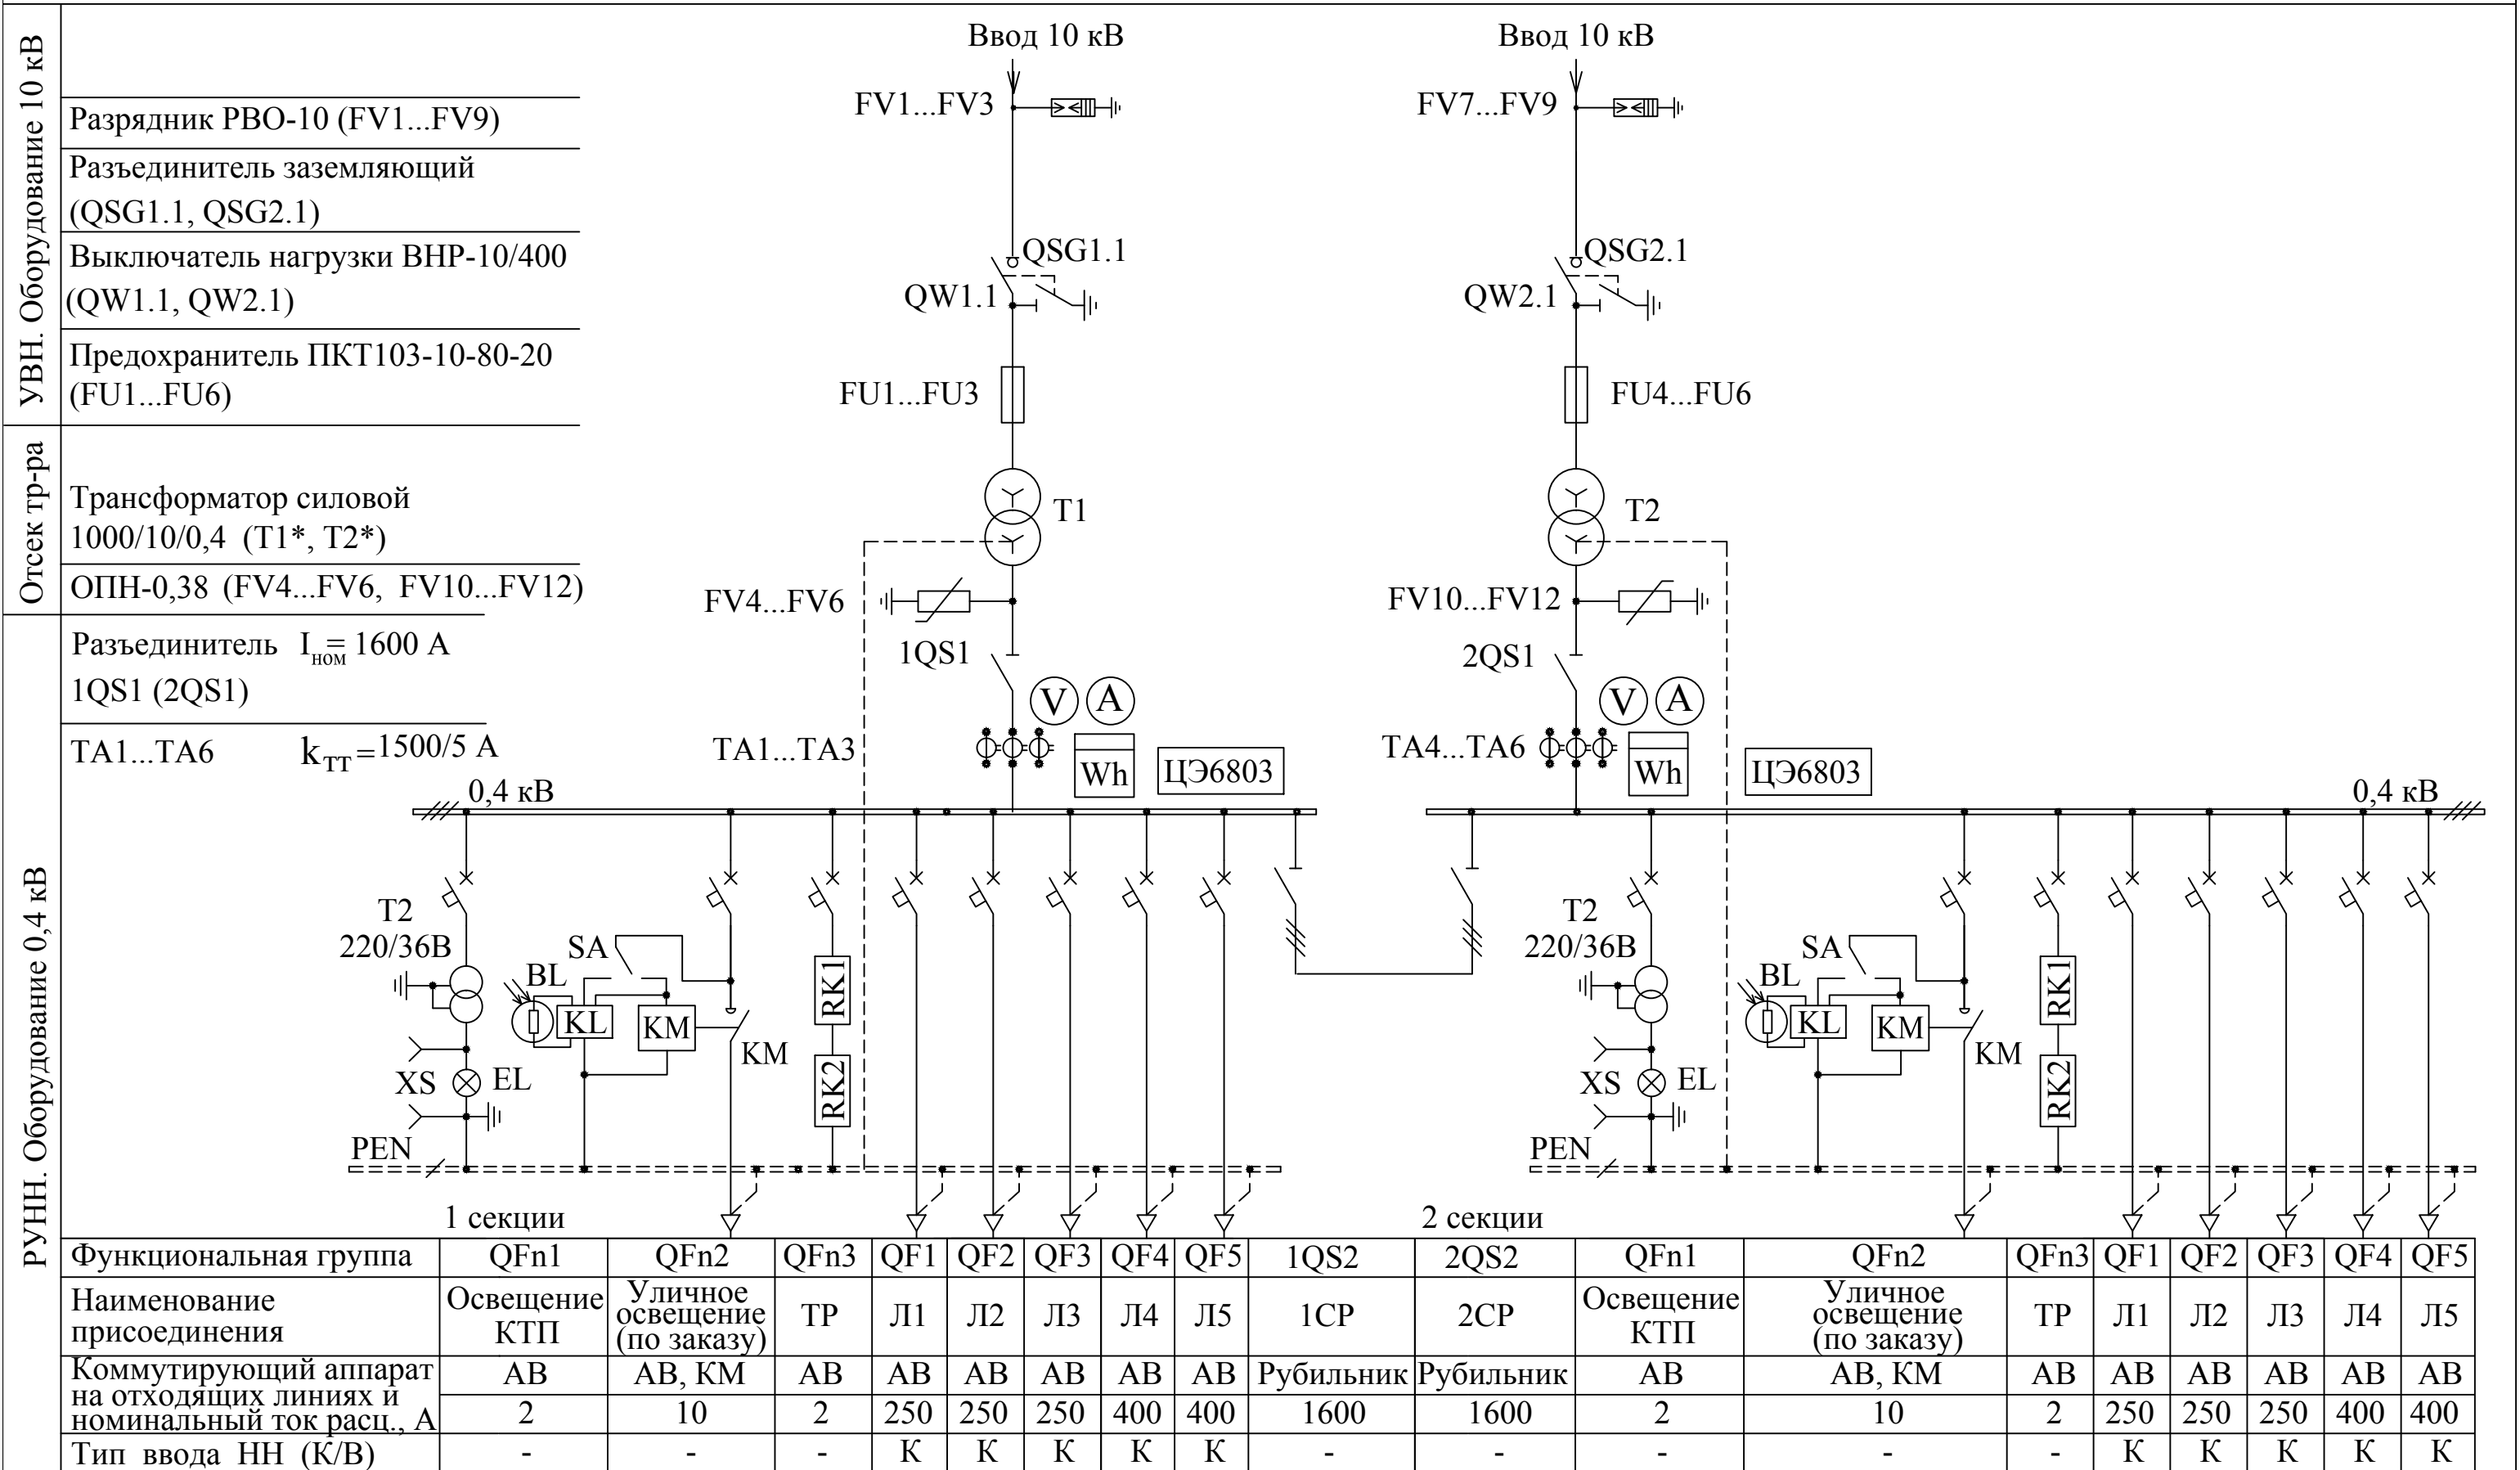 УВН. Оборудование 10 кВ
Разрядник РВО-10 (FV1...FV9)
Разъединитель заземляющий
(QSG1.1, QSG2.1)
Выключатель нагрузки ВНР-10/400
(QW1.1, QW2.1)
Предохранитель ПКТ103-10-80-20
(FU1...FU6)
Отсек тр-ра
Трансформатор силовой
1000/10/0,4 (Т1*, Т2*)
ОПН-0,38 (FV4...FV6, FV10...FV12)
РУНН. Оборудование 0,4 кВ
Разъединитель Iном = 1600 А
1QS1 (2QS1)
ТА1...ТА6 kТТ = 1500/5 А
Ввод 10 кВ
FV1...FV3
QSG1.1
QW1.1
FU1...FU3
Т1
FV4...FV6
1QS1
V A
ТА1...ТА3
Wh
ЦЭ6803
0,4 кВ
Т2
220/36В
SA
BL
KL
KM
KM
RK1
RK2
XS
EL
PEN
1 секции
Ввод 10 кВ
FV7...FV9
QSG2.1
QW2.1
FU4...FU6
Т2
FV10...FV12
2QS1
V A
ТА4...ТА6
Wh
ЦЭ6803
0,4 кВ
Т2
220/36В
SA
BL
KL
KM
KM
RK1
RK2
XS
EL
PEN
2 секции
Функциональная группа QFn1 QFn2 QFn3 QF1 QF2 QF3 QF4 QF5 1QS2 2QS2 QFn1 QFn2 QFn3 QF1 QF2 QF3 QF4 QF5
Наименование
присоединения
Освещение
КТП
Уличное
освещение
(по заказу)
ТР Л1 Л2 Л3 Л4 Л5 1СР 2СР
Освещение
КТП
Уличное
освещение
(по заказу)
ТР Л1 Л2 Л3 Л4 Л5
Коммутирующий аппарат
на отходящих линиях и
номинальный ток расц., А
АВ АВ, КМ АВ АВ АВ АВ АВ АВ Рубильник Рубильник АВ АВ, КМ АВ АВ АВ АВ АВ АВ
2 10 2 250 250 250 400 400 1600 1600 2 10 2 250 250 250 400 400
Тип ввода НН (К/В) - - - К К К К К - - - - - К К К К К